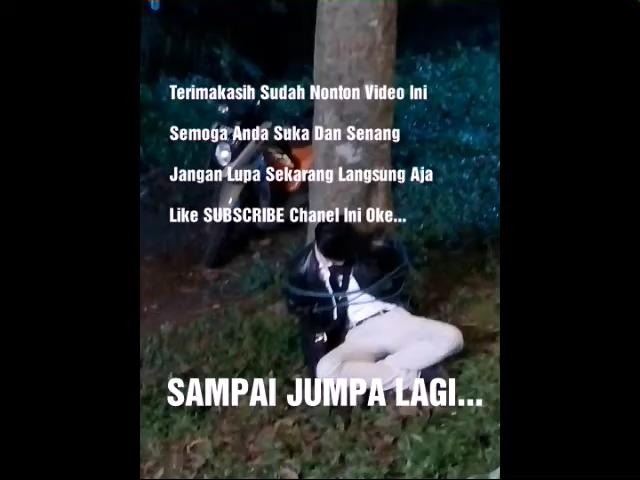 Terimakasih Sudah Nonton Video Ini
Semoga Anda Suka Dan Senang
Jangan Lupa Sekarang Langsung Aja
Like SUBSCRIBE Chanel Ini Oke...
SAMPAI JUMPA LAGI...